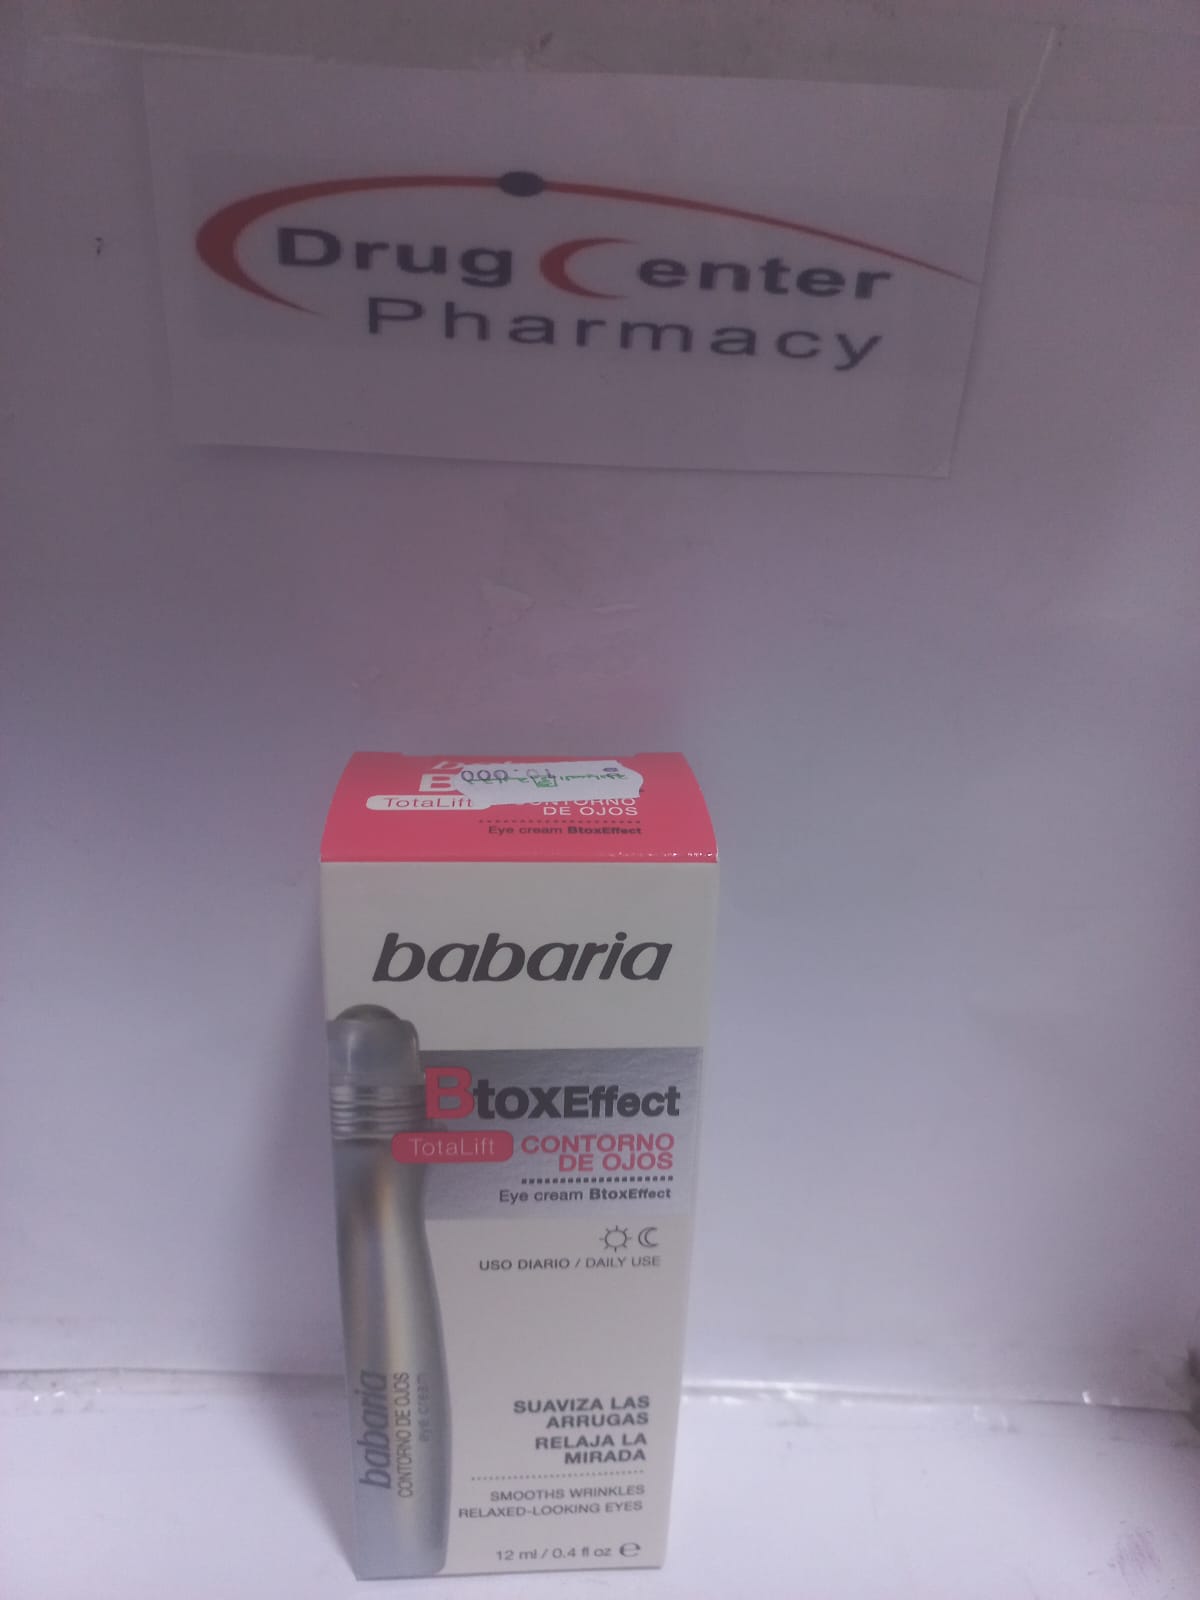 Drug Center
Pharmacy
TotaLift
CONTORNO
DE OJOS
Eye cream BtoxEffect
babaria
BtoxEffect
TotaLift CONTORNO
DE OJOS
Eye cream BtoxEffect
USO DIARIO / DAILY USE
SUAVIZA LAS
ARRUGAS
RELAJA LA
MIRADA
SMOOTHS WRINKLES
RELAXED-LOOKING EYES
12 ml / 0.4 fl oz ℮
babaria
CONTORNO DE OJOS
eye cream